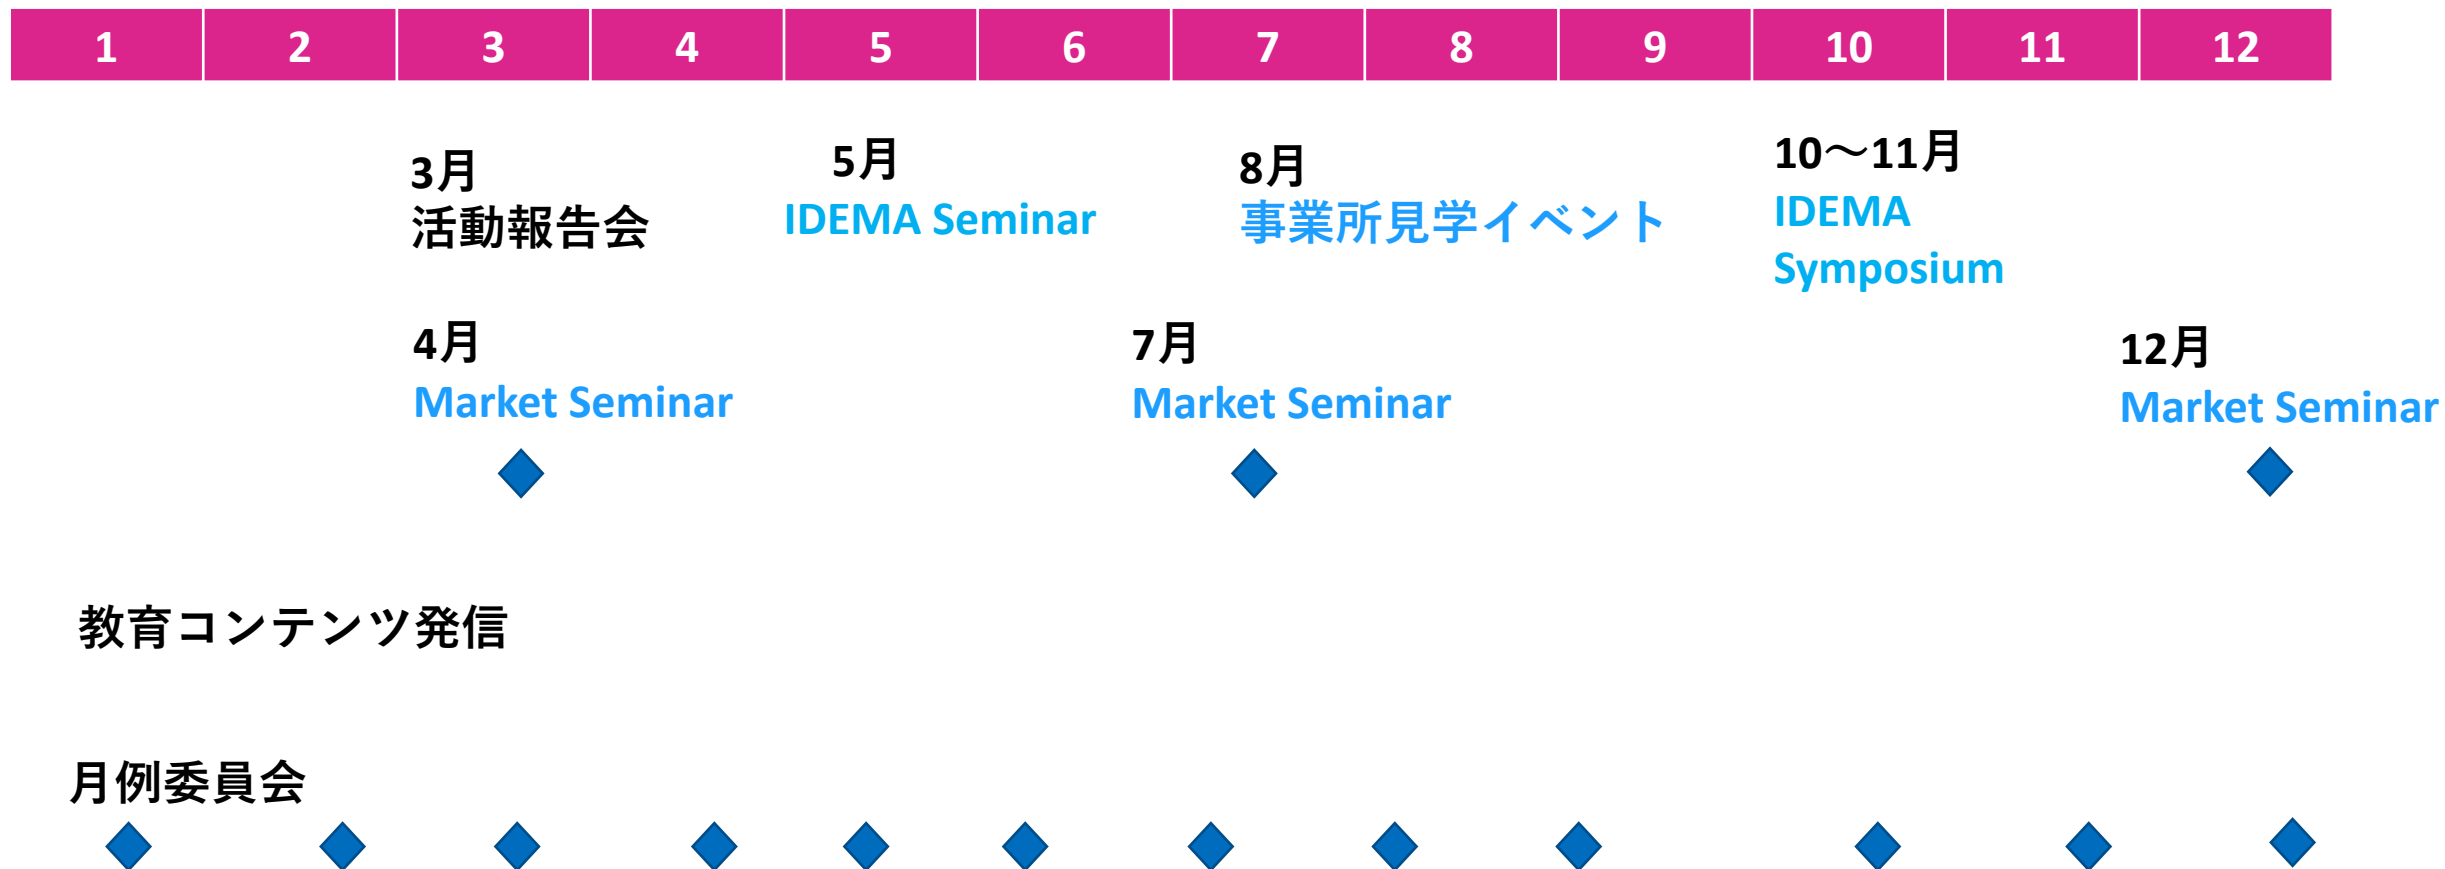 1 2 3 4 5 6 7 8 9 10 11 12
3月
活動報告会
5月
IDEMA Seminar
8月
事業所見学イベント
10〜11月
IDEMA
Symposium
4月
Market Seminar
7月
Market Seminar
12月
Market Seminar
教育コンテンツ発信
月例委員会